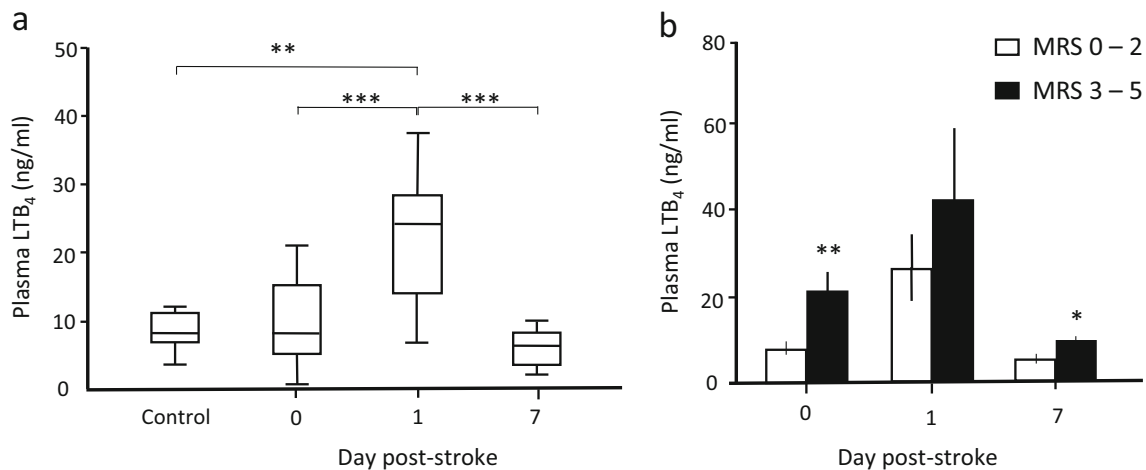 a
**
***
***
50
40
30
20
10
0
Plasma LTB₄ (ng/ml)
Control
0
1
7
Day post-stroke
b
MRS 0 – 2
MRS 3 – 5
80
60
40
20
0
Plasma LTB₄ (ng/ml)
**
*
0
1
7
Day post-stroke